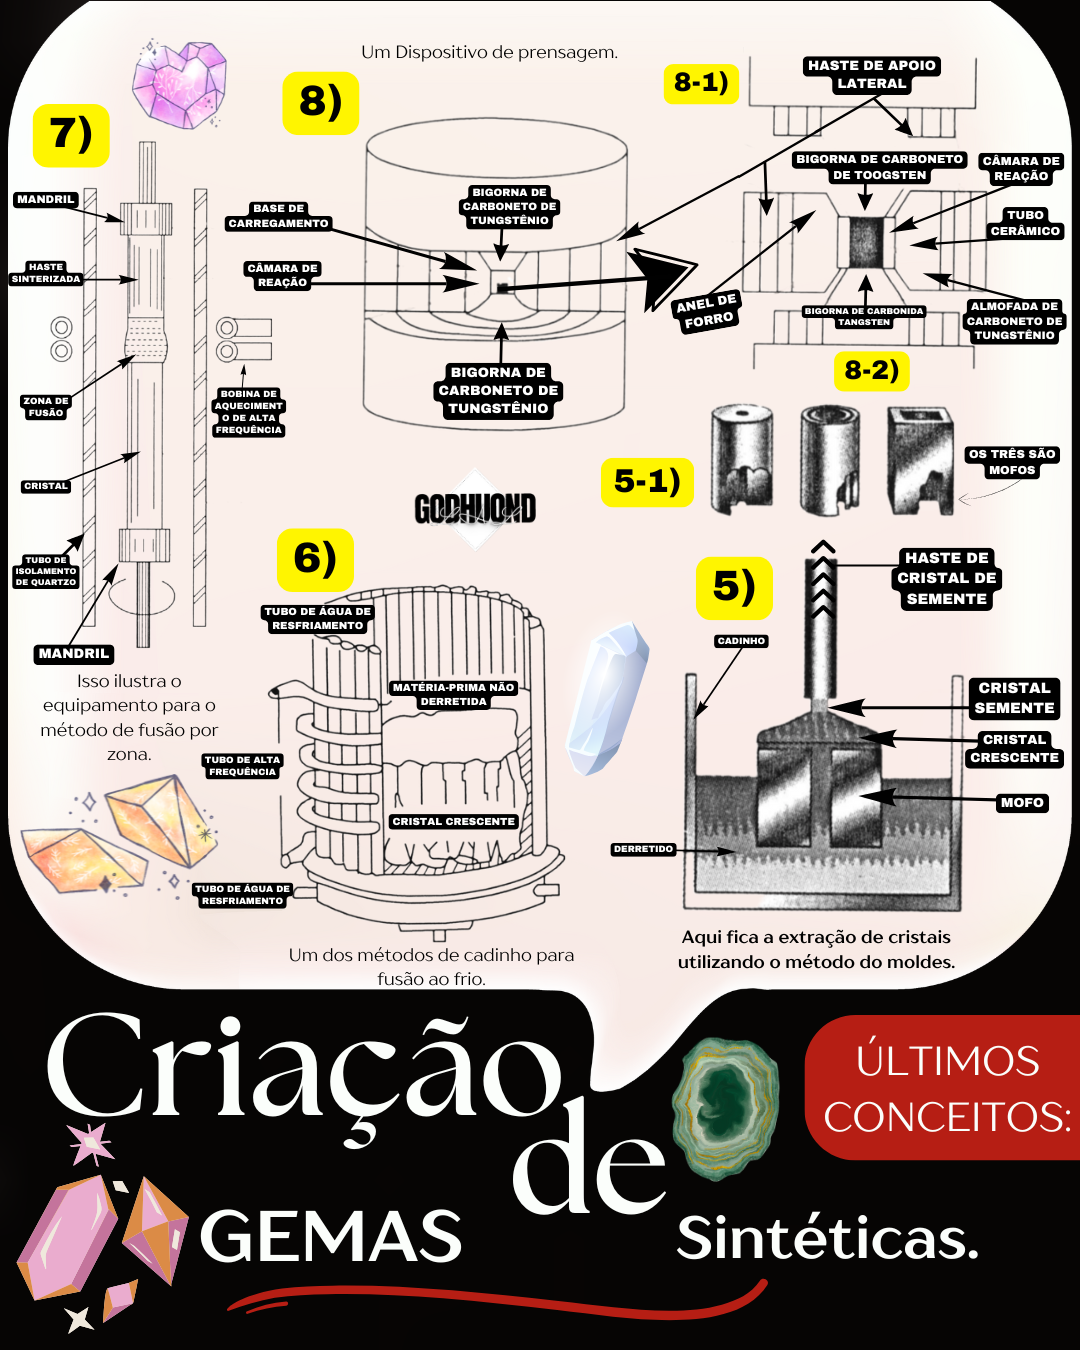 Um Dispositivo de prensagem.
7)
MANDRIL
HASTE
SINTERIZADA
ZONA DE
FUSÃO
BOBINA DE
AQUECIMENT
O DE ALTA
FREQUÊNCIA
CRISTAL
TUBO DE
ISOLAMENTO
DE QUARTZO
MANDRIL
Isso ilustra o
equipamento para o
método de fusão por
zona.
8)
BASE DE
CARREGAMENTO
BIGORNA DE
CARBONETO DE
TUNGSTÊNIO
CÂMARA DE
REAÇÃO
BIGORNA DE
CARBONETO DE
TUNGSTÊNIO
8-1)
HASTE DE APOIO
LATERAL
BIGORNA DE CARBONETO
DE TOOGSTEN
CÂMARA DE
REAÇÃO
TUBO
CERÂMICO
ANEL DE
FORRO
BIGORNA DE CARBONIDA
TANGSTEN
ALMOFADA DE
CARBONETO DE
TUNGSTÊNIO
8-2)
5-1)
OS TRÊS SÃO
MOFOS
GODHUOND
6)
TUBO DE ÁGUA DE
RESFRIAMENTO
MATÉRIA-PRIMA NÃO
DERRETIDA
TUBO DE ALTA
FREQUÊNCIA
CRISTAL CRESCENTE
TUBO DE ÁGUA DE
RESFRIAMENTO
Um dos métodos de cadinho para
fusão ao frio.
5)
HASTE DE
CRISTAL DE
SEMENTE
CADINHO
CRISTAL
SEMENTE
CRISTAL
CRESCENTE
MOFO
DERRETIDO
Aqui fica a extração de cristais
utilizando o método do moldes.
Criação
de
GEMAS
Sintéticas.
ÚLTIMOS
CONCEITOS: